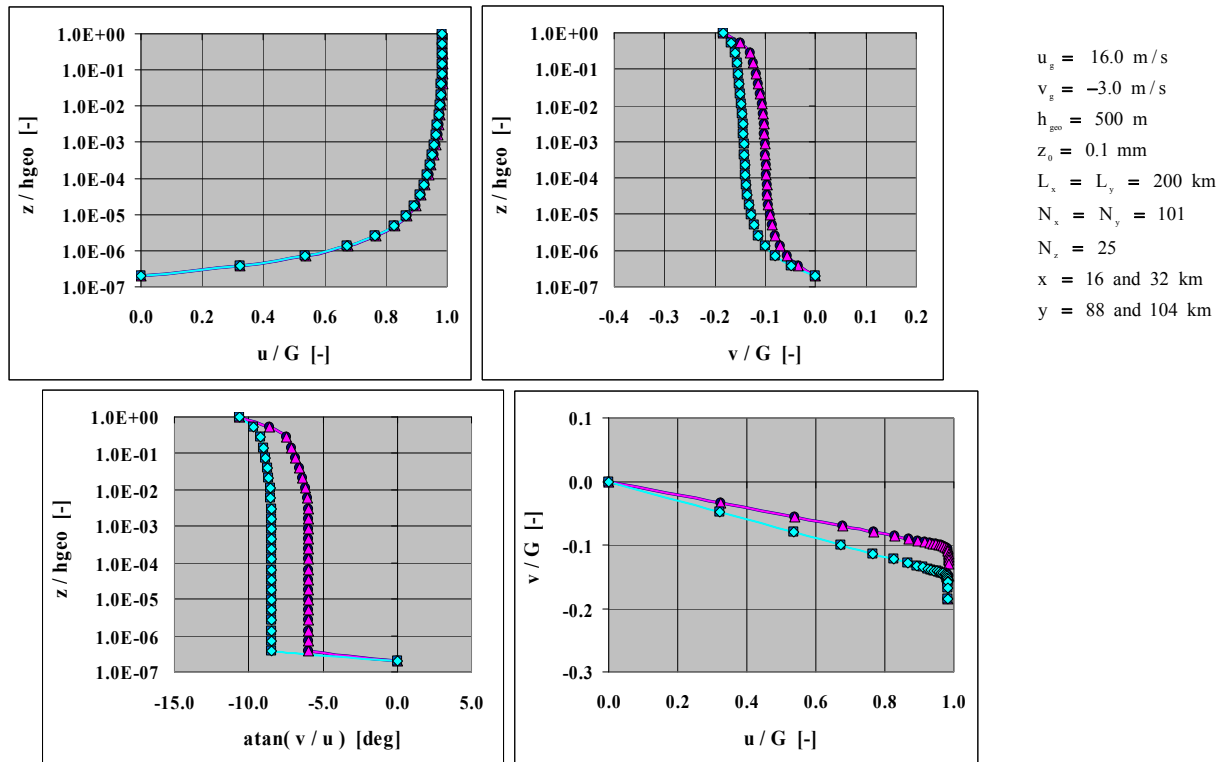 1.0E+00
1.0E-01
1.0E-02
1.0E-03
1.0E-04
1.0E-05
1.0E-06
1.0E-07
z / hgeo [-]
0.0 0.2 0.4 0.6 0.8 1.0
u / G [-]
1.0E+00
1.0E-01
1.0E-02
1.0E-03
1.0E-04
1.0E-05
1.0E-06
1.0E-07
z / hgeo [-]
-0.4 -0.3 -0.2 -0.1 0.0 0.1 0.2
v / G [-]
u_g = 16.0 m/s
v_g = −3.0 m/s
h_geo = 500 m
z_0 = 0.1 mm
L_x = L_y = 200 km
N_x = N_y = 101
N_z = 25
x = 16 and 32 km
y = 88 and 104 km
1.0E+00
1.0E-01
1.0E-02
1.0E-03
1.0E-04
1.0E-05
1.0E-06
1.0E-07
z / hgeo [-]
-15.0 -10.0 -5.0 0.0 5.0
atan( v / u ) [deg]
0.1
0.0
-0.1
-0.2
-0.3
v / G [-]
0.0 0.2 0.4 0.6 0.8 1.0
u / G [-]